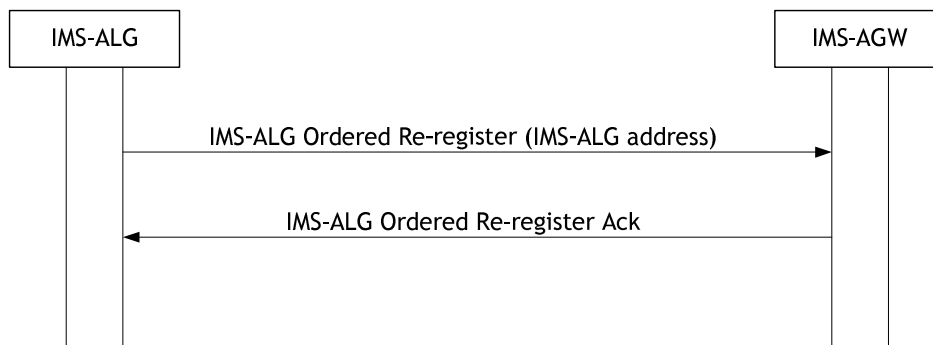 IMS-ALG
IMS-AGW
IMS-ALG Ordered Re-register (IMS-ALG address)
IMS-ALG Ordered Re-register Ack